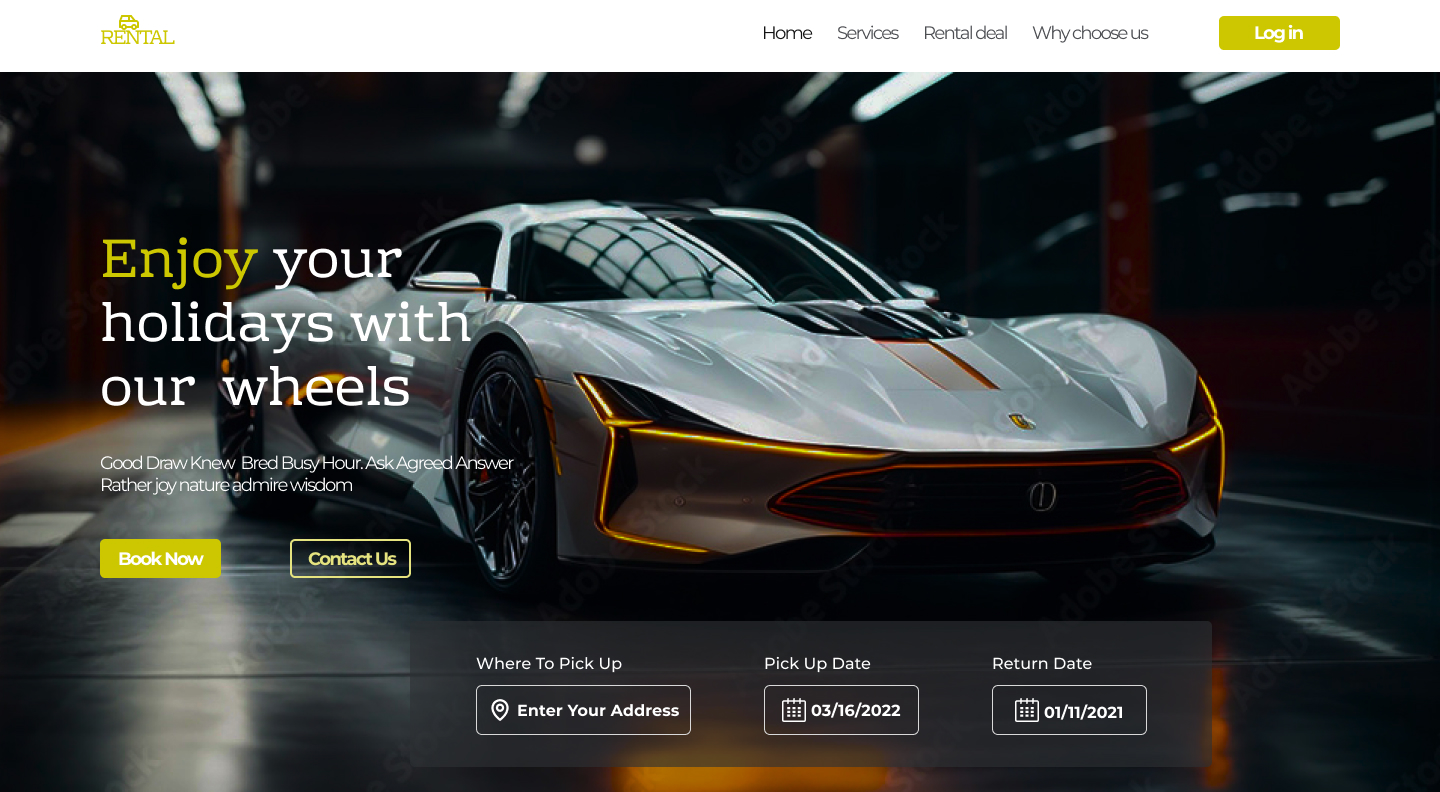 RENTAL
Home Services Rental deal Why choose us Log in
Enjoy your
holidays with
our wheels
Good Draw Knew Bred Busy Hour. Ask Agreed Answer
Rather joy nature admire wisdom
Book Now Contact Us
Where To Pick Up Pick Up Date Return Date
Enter Your Address 03/16/2022 01/11/2021
Adobe Stock